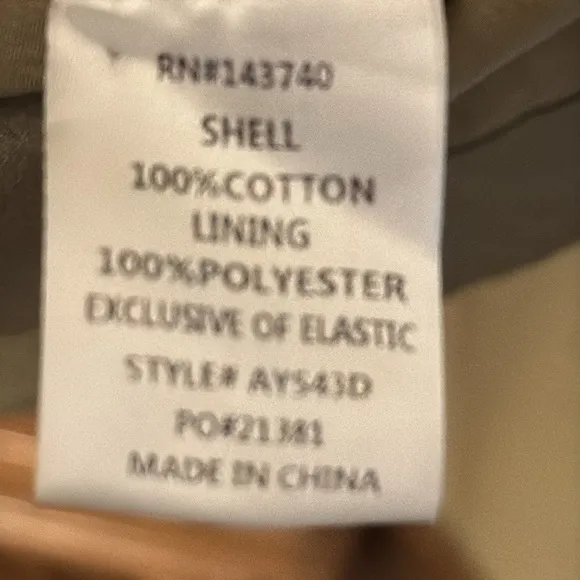 RN#143740
SHELL
100%COTTON
LINING
100%POLYESTER
EXCLUSIVE OF ELASTIC
STYLE# AY543D
PO#21381
MADE IN CHINA